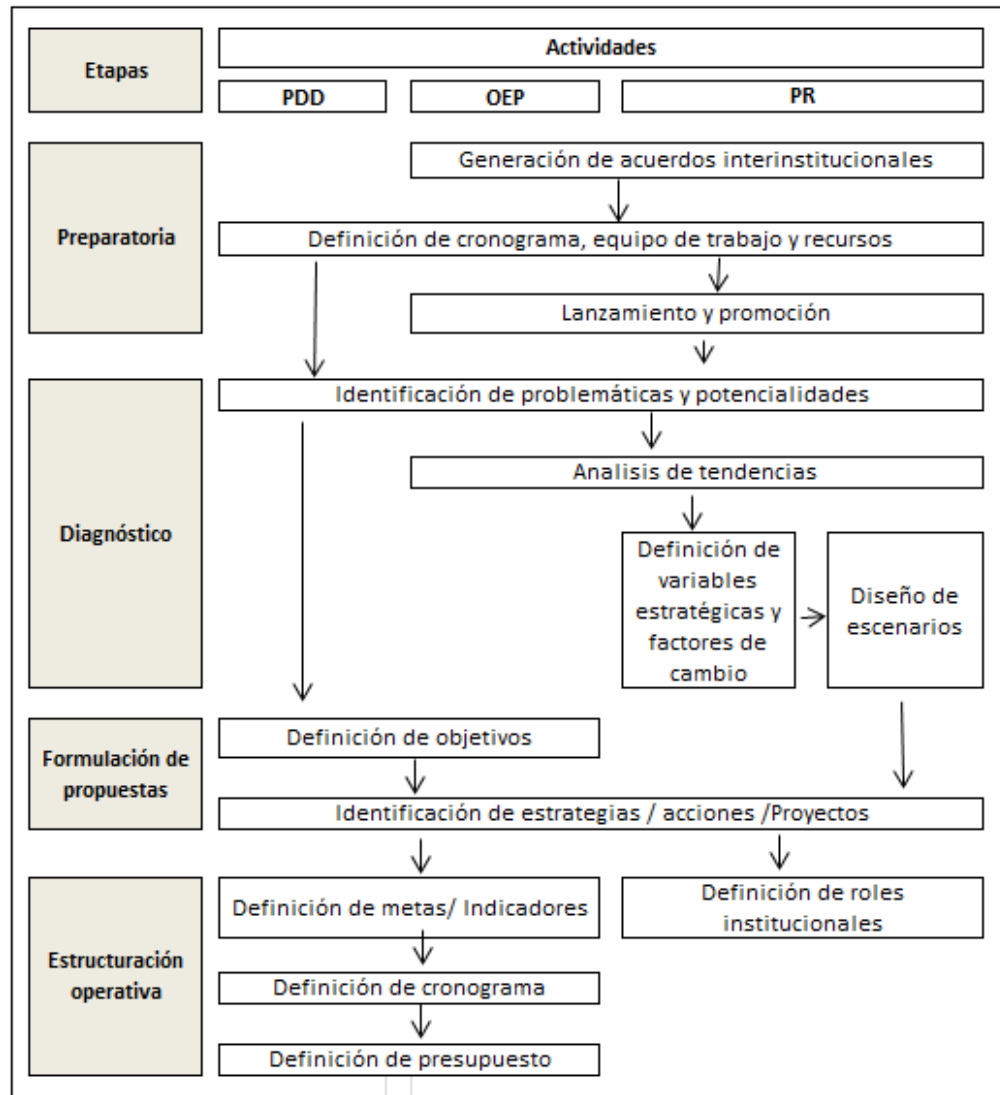 Etapas
Actividades
PDD
OEP
PR
Preparatoria
Generación de acuerdos interinstitucionales
Definición de cronograma, equipo de trabajo y recursos
Lanzamiento y promoción
Diagnóstico
Identificación de problemáticas y potencialidades
Analisis de tendencias
Definición de
variables
estratégicas y
factores de
cambio
Diseño de
escenarios
Formulación de
propuestas
Definición de objetivos
Identificación de estrategias / acciones /Proyectos
Estructuración
operativa
Definición de metas/ Indicadores
Definición de roles
institucionales
Definición de cronograma
Definición de presupuesto